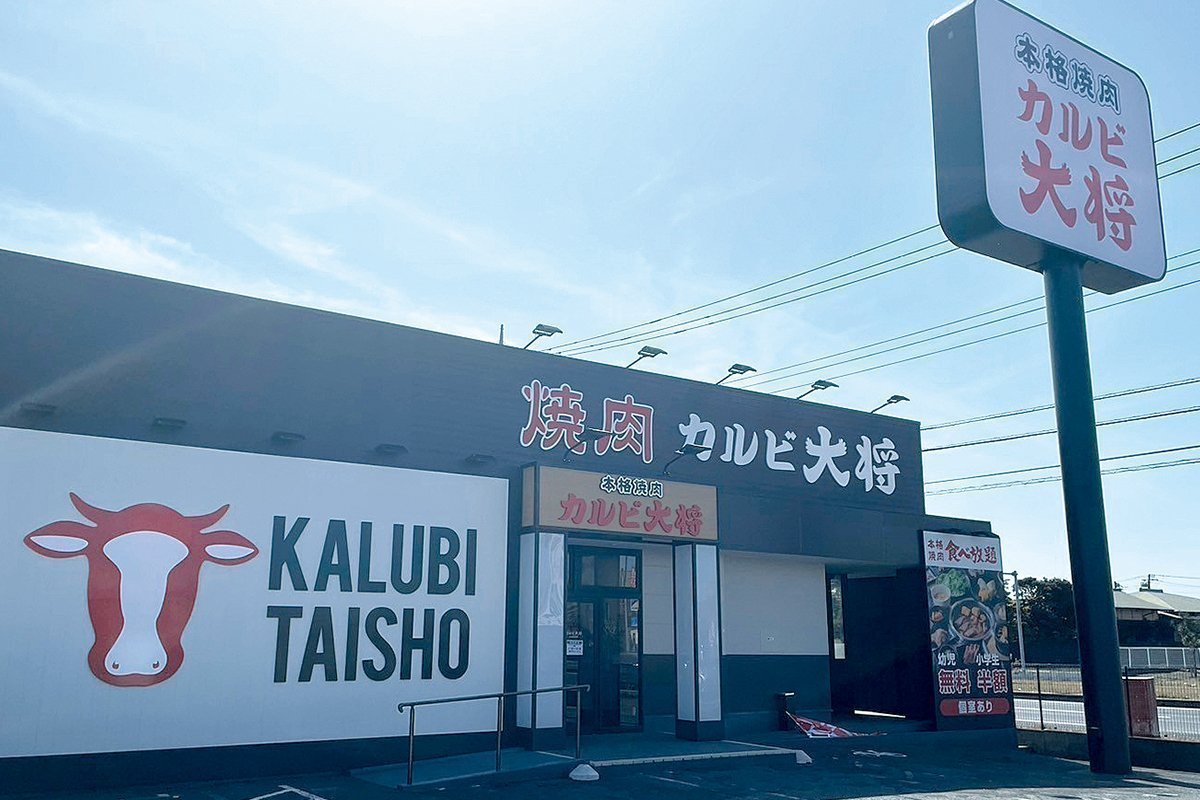 本格焼肉
カルビ
大将
焼肉 カルビ大将
本格焼肉
カルビ大将
KALUBI
TAISHO
本格
焼肉 食べ放題
幼児 小学生
無料 半額
個室あり